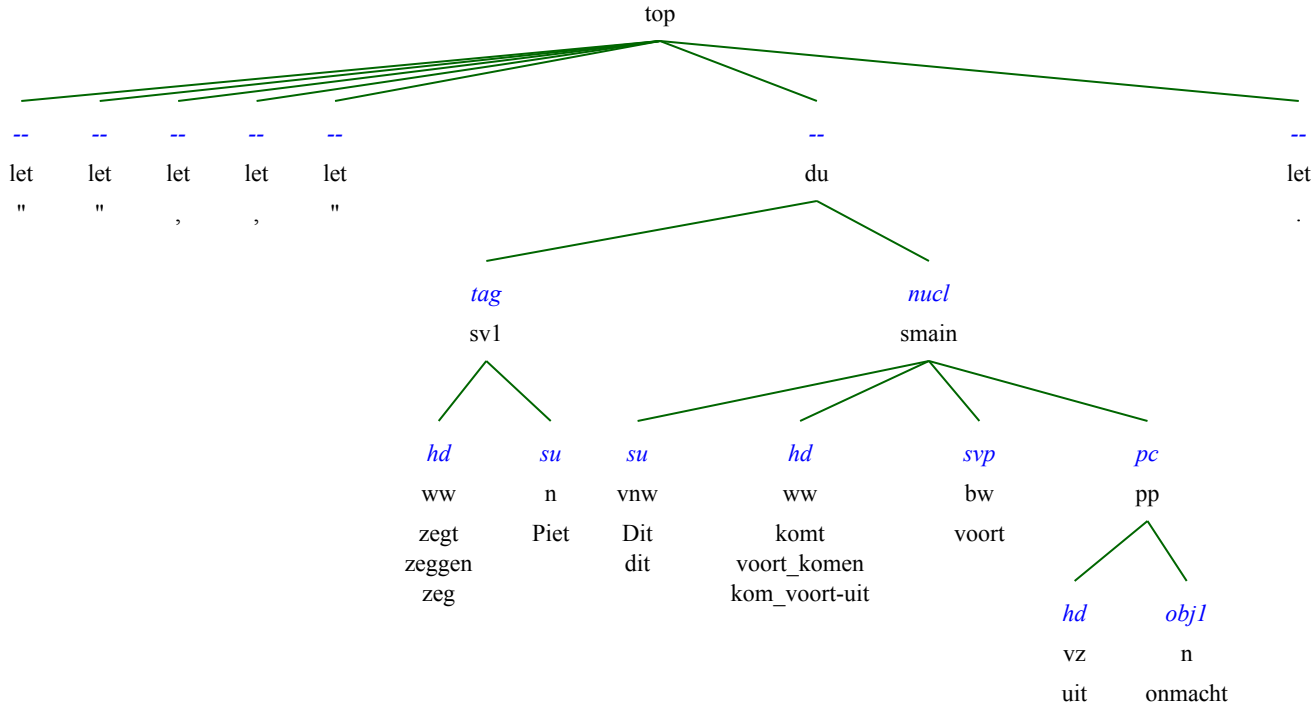 top
-- -- -- -- -- -- --
let let let let let du let
" " , , " .
tag nucl
sv1 smain
hd su su hd svp pc
ww n vnw ww bw pp
zegt Piet Dit komt voort
zeggen dit voort_komen
zeg kom_voort-uit
hd obj1
vz n
uit onmacht